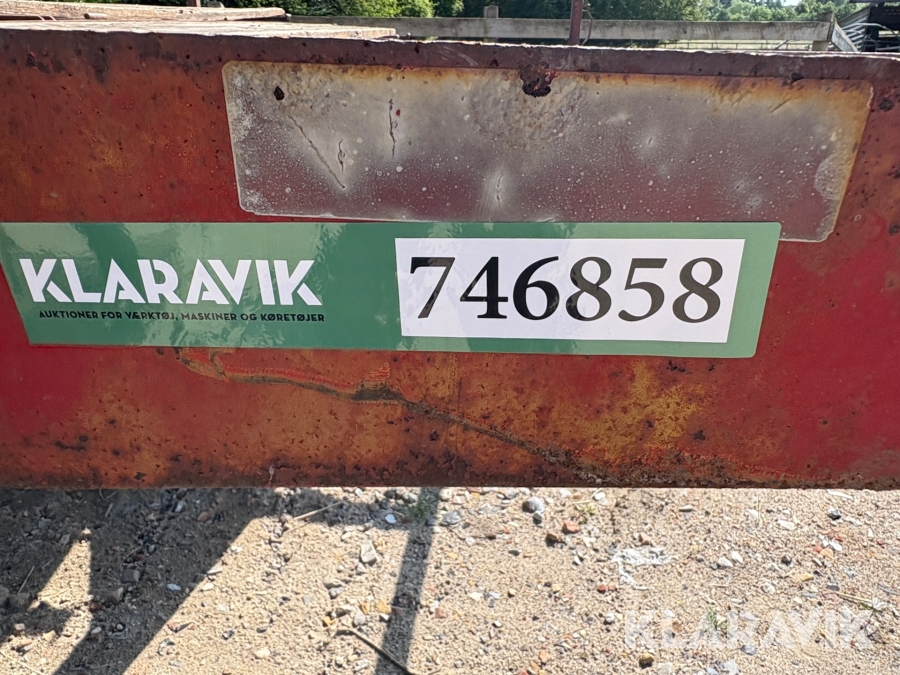 KLARAVIK
AUKTIONER FOR VÆRKTØJ, MASKINER OG KØRETØJER
746858
KLARAVIK